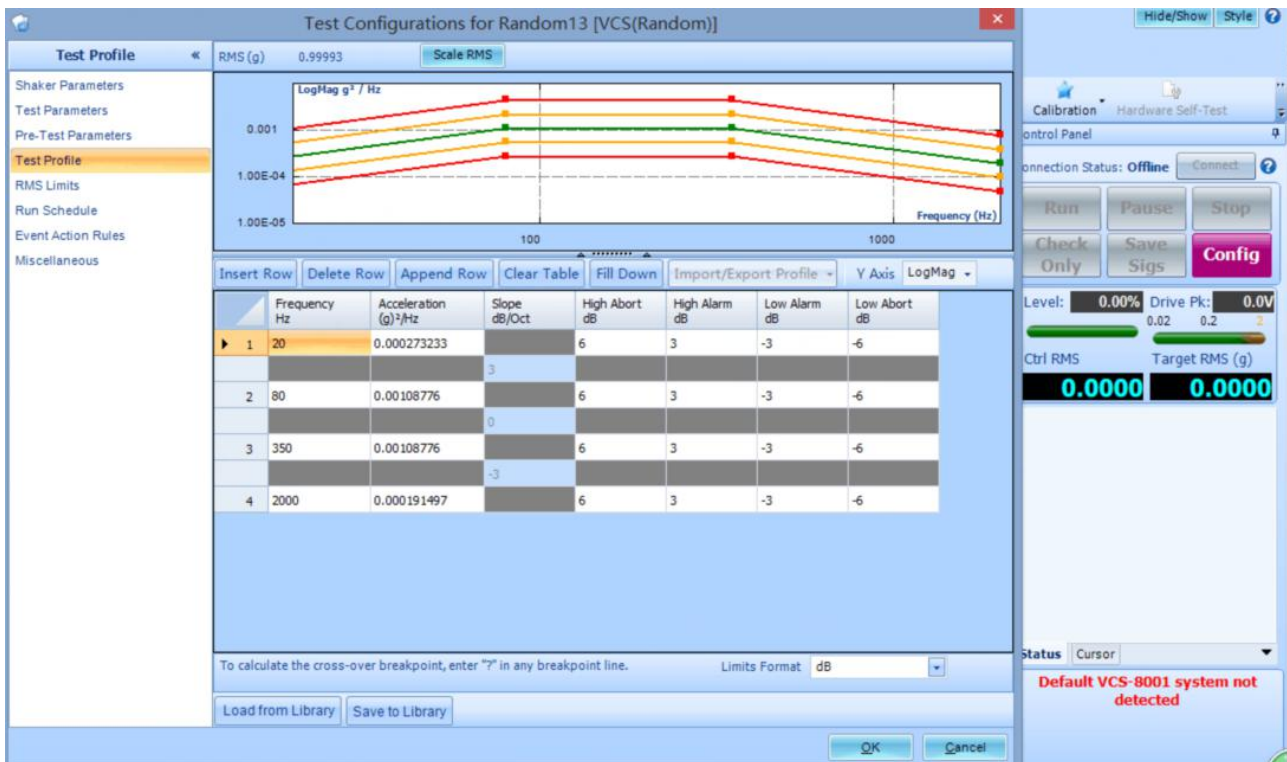 Test Configurations for Random13 [VCS(Random)]
Hide/Show Style
Test Profile «
RMS (g) 0.99993 Scale RMS
Shaker Parameters
Test Parameters
Pre-Test Parameters
Test Profile
RMS Limits
Run Schedule
Event Action Rules
Miscellaneous
LogMag g² / Hz
0.001
1.00E-04
1.00E-05
Frequency (Hz)
100 1000
Insert Row Delete Row Append Row Clear Table Fill Down Import/Export Profile Y Axis LogMag
Frequency Hz Acceleration (g)²/Hz Slope dB/Oct High Abort dB High Alarm dB Low Alarm dB Low Abort dB
1 20 0.000273233 6 3 -3 -6
3
2 80 0.00108776 6 3 -3 -6
0
3 350 0.00108776 6 3 -3 -6
-3
4 2000 0.000191497 6 3 -3 -6
To calculate the cross-over breakpoint, enter "?" in any breakpoint line. Limits Format dB
Load from Library Save to Library
OK Cancel
Calibration Hardware Self-Test
ontrol Panel
onnection Status: Offline Connect
Run Pause Stop
Check Only Save Sigs Config
Level: 0.00% Drive Pk: 0.0V
0.02 0.2 2
Ctrl RMS Target RMS (g)
0.0000 0.0000
Status Cursor
Default VCS-8001 system not
detected